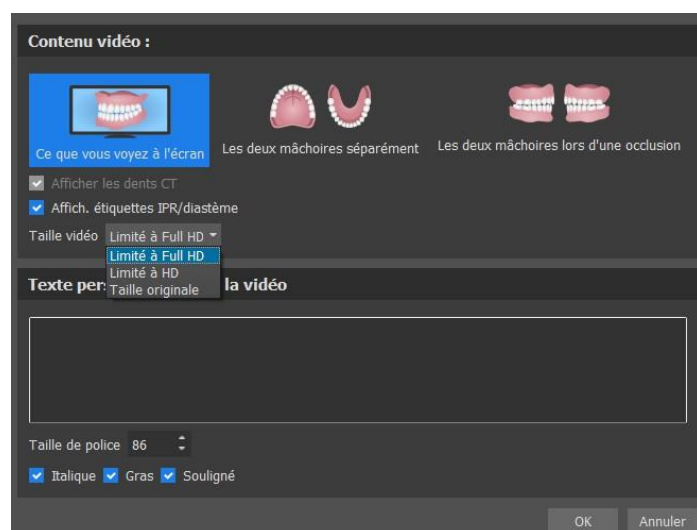 Contenu vidéo :
Ce que vous voyez à l'écran
Les deux mâchoires séparément
Les deux mâchoires lors d'une occlusion
Afficher les dents CT
Affich. étiquettes IPR/diastème
Taille vidéo Limité à Full HD
Limité à Full HD
Limité à HD
Taille originale
Texte per la vidéo
Taille de police 86
Italique Gras Souligné
OK Annuler